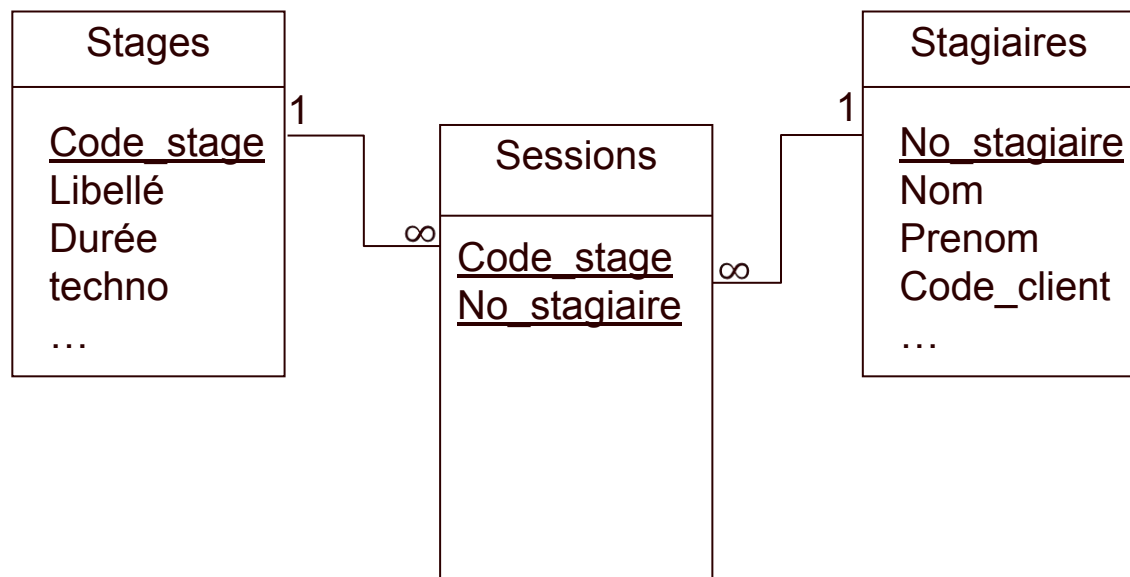 Stages
1
Code_stage
Libellé
Durée
techno
…
∞
Sessions
Code_stage
No_stagiaire
∞
1
Stagiaires
No_stagiaire
Nom
Prenom
Code_client
…